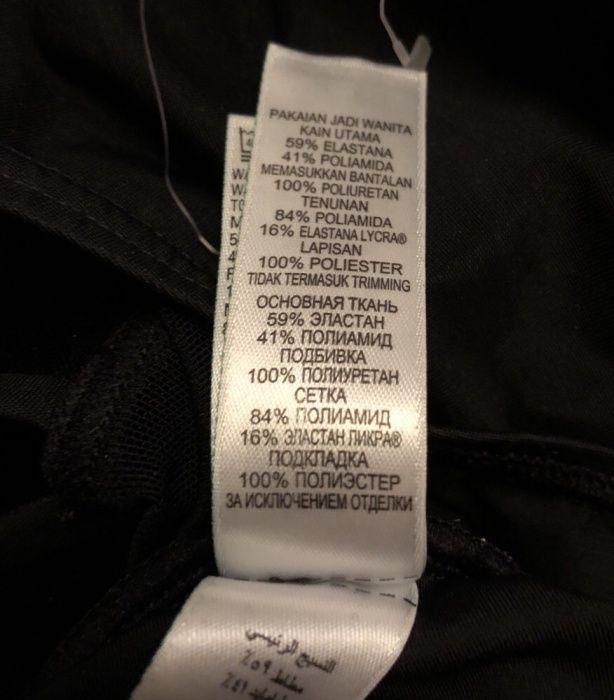 PAKAIAN JADI WANITA
KAIN UTAMA
59% ELASTANA
41% POLIAMIDA
MEMASUKKAN BANTALAN
100% POLIURETAN
TENUNAN
84% POLIAMIDA
16% ELASTANA LYCRA®
LAPISAN
100% POLIESTER
TIDAK TERMASUK TRIMMING
ОСНОВНАЯ ТКАНЬ
59% ЭЛАСТАН
41% ПОЛИАМИД
ПОДБИВКА
100% ПОЛИУРЕТАН
СЕТКА
84% ПОЛИАМИД
16% ЭЛАСТАН ЛИКРА®
ПОДКЛАДКА
100% ПОЛИЭСТЕР
ЗА ИСКЛЮЧЕНИЕМ ОТДЕЛКИ
النسيج الرئيسي
مطاط ٥٩٪